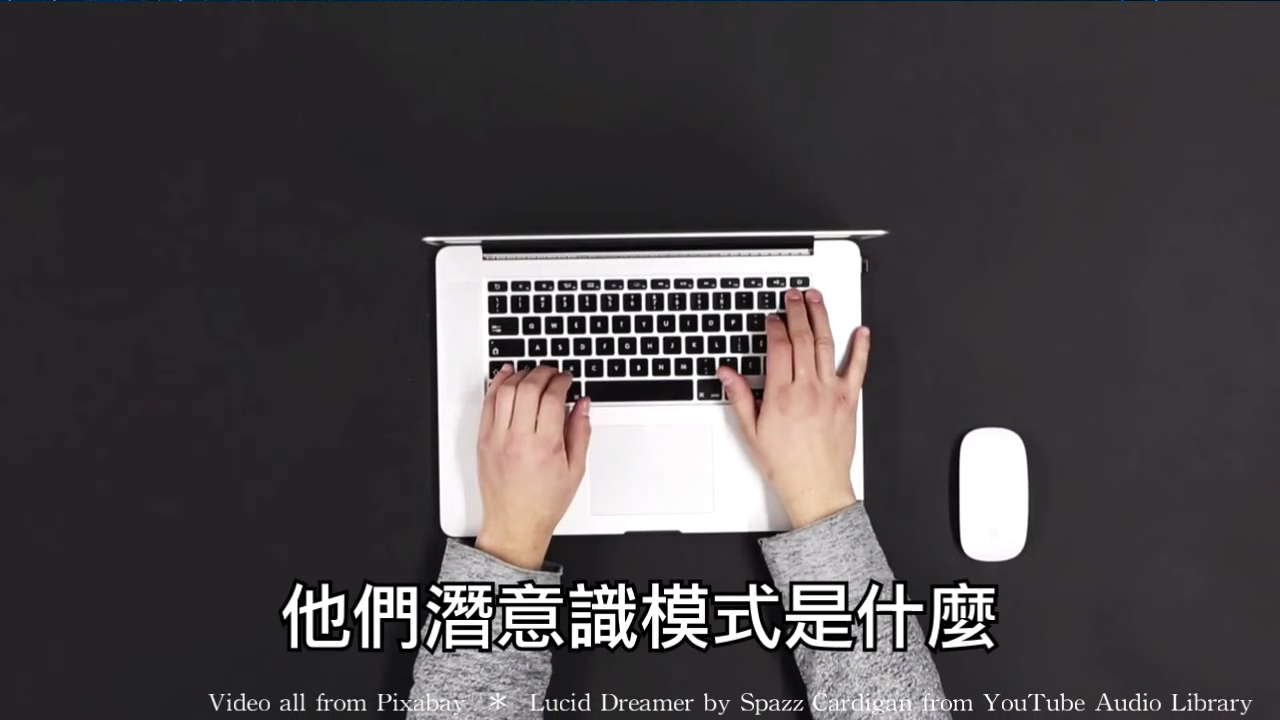 他們潛意識模式是什麼
Video all from Pixabay ＊ Lucid Dreamer by Spazz Cardigan from YouTube Audio Library